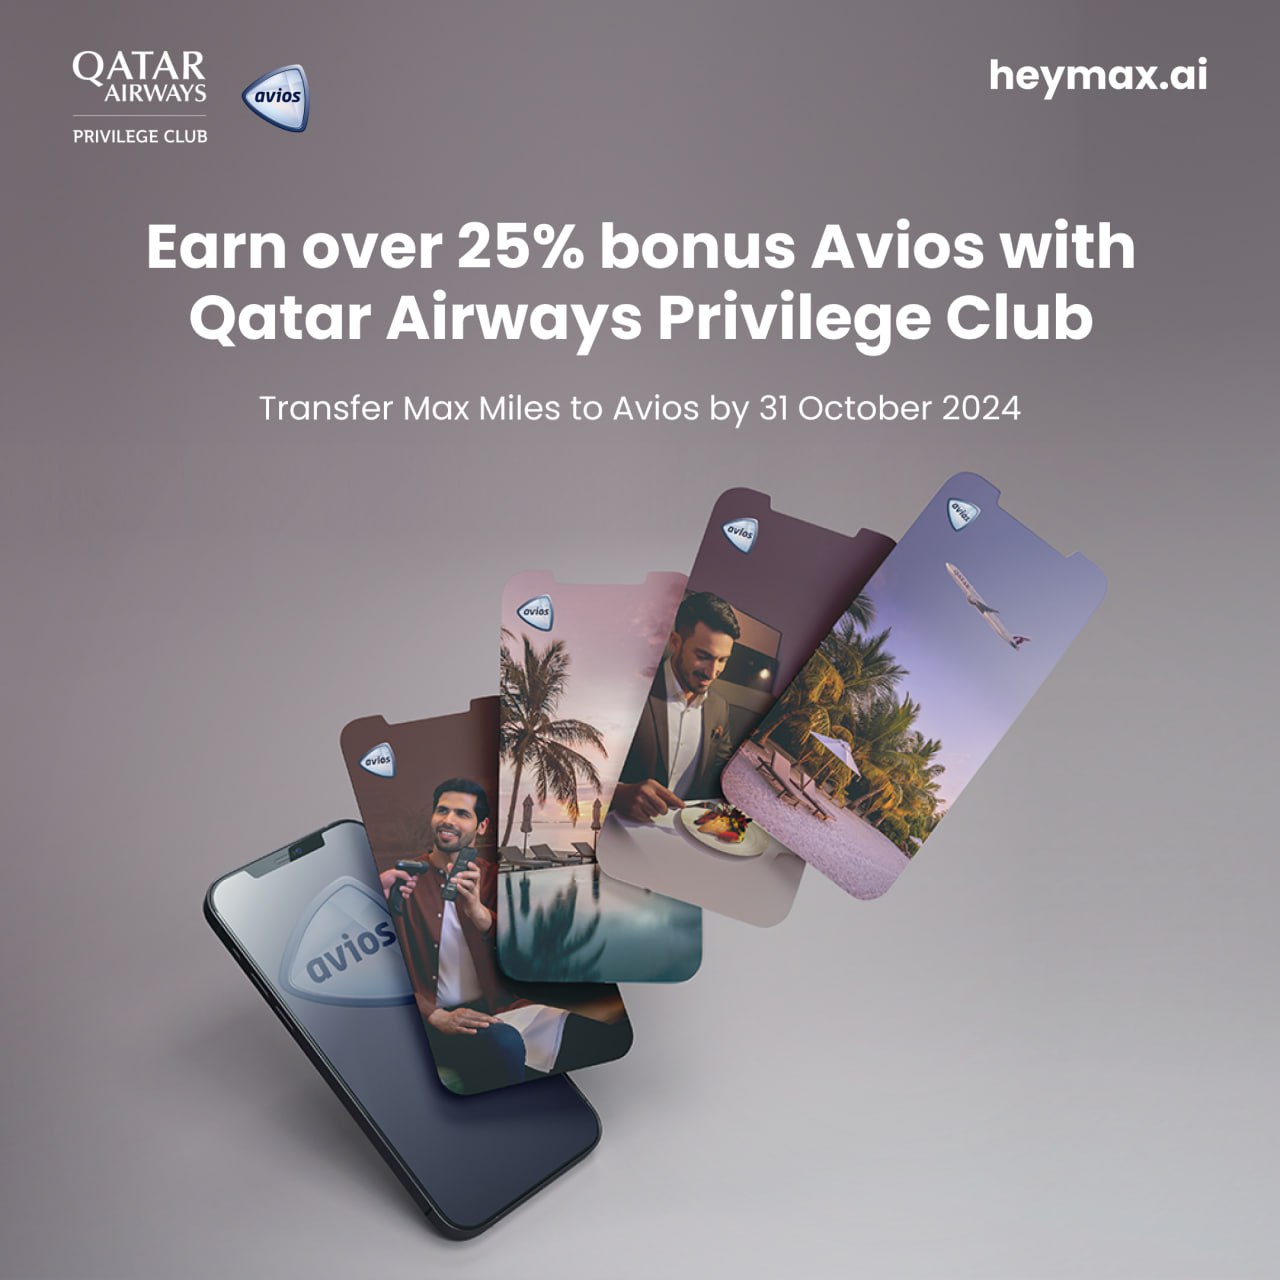 QATAR
AIRWAYS
PRIVILEGE CLUB
avios
heymax.ai
Earn over 25% bonus Avios with
Qatar Airways Privilege Club
Transfer Max Miles to Avios by 31 October 2024
avios
avios
QATAR
avios
avios
avios